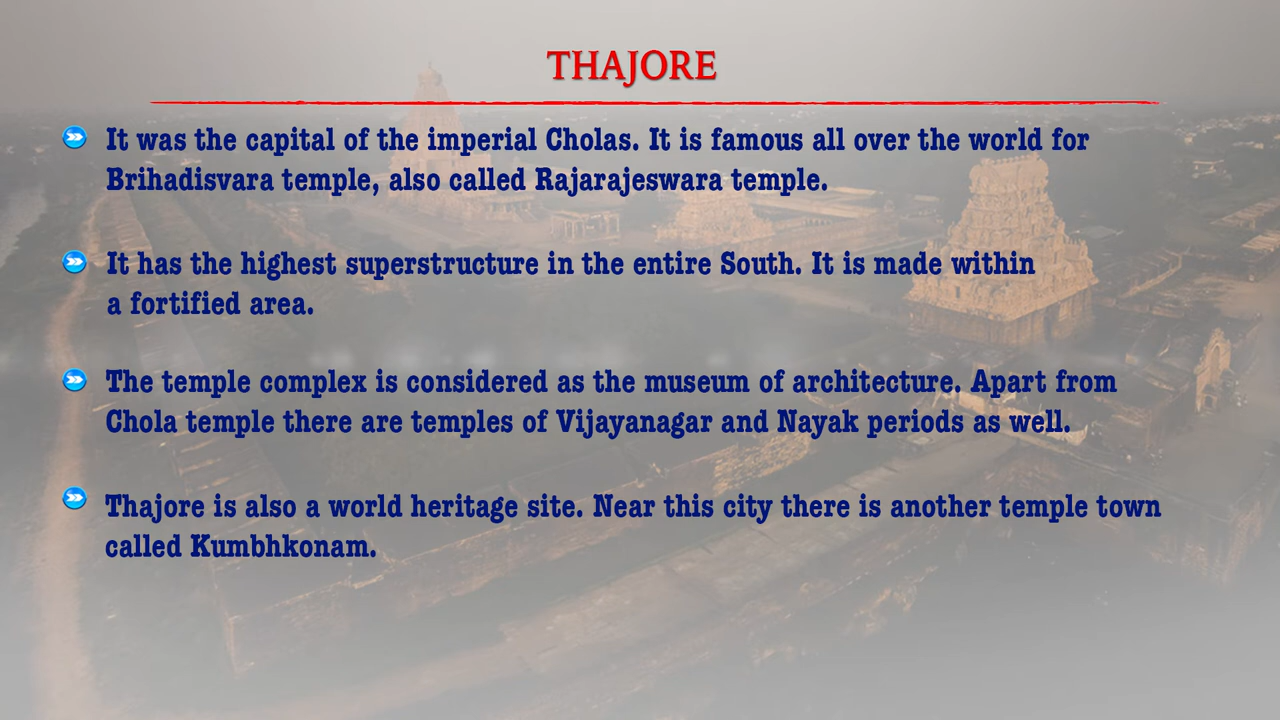 THAJORE
It was the capital of the imperial Cholas. It is famous all over the world for
Brihadisvara temple, also called Rajarajeswara temple.
It has the highest superstructure in the entire South. It is made within
a fortified area.
The temple complex is considered as the museum of architecture. Apart from
Chola temple there are temples of Vijayanagar and Nayak periods as well.
Thajore is also a world heritage site. Near this city there is another temple town
called Kumbhkonam.